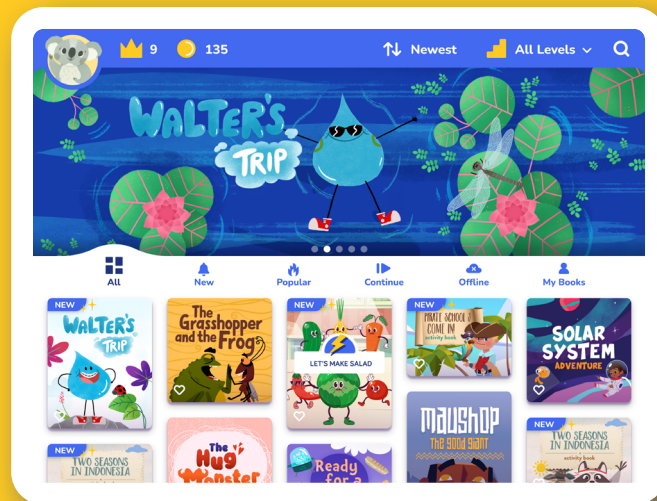 9
135
Newest
All Levels
WALTER'S
TRIP
All
New
Popular
Continue
Offline
My Books
NEW
WALTER'S
TRIP
The
Grasshopper
and the Frog
NEW
LET'S MAKE SALAD
NEW
PIRATE SCHOOL
COME IN!
activity book
SOLAR
SYSTEM
ADVENTURE
NEW
TWO SEASONS
IN INDONESIA
The
Hug
Monster
Ready
for a
MAUSHOP
THE GOOD GIANT
NEW
TWO SEASONS
IN INDONESIA
activity book